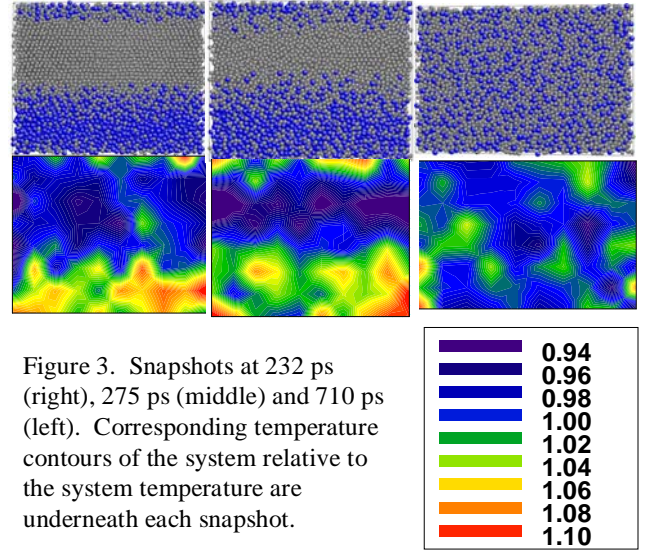 Figure 3. Snapshots at 232 ps
(right), 275 ps (middle) and 710 ps
(left). Corresponding temperature
contours of the system relative to
the system temperature are
underneath each snapshot.
0.94
0.96
0.98
1.00
1.02
1.04
1.06
1.08
1.10